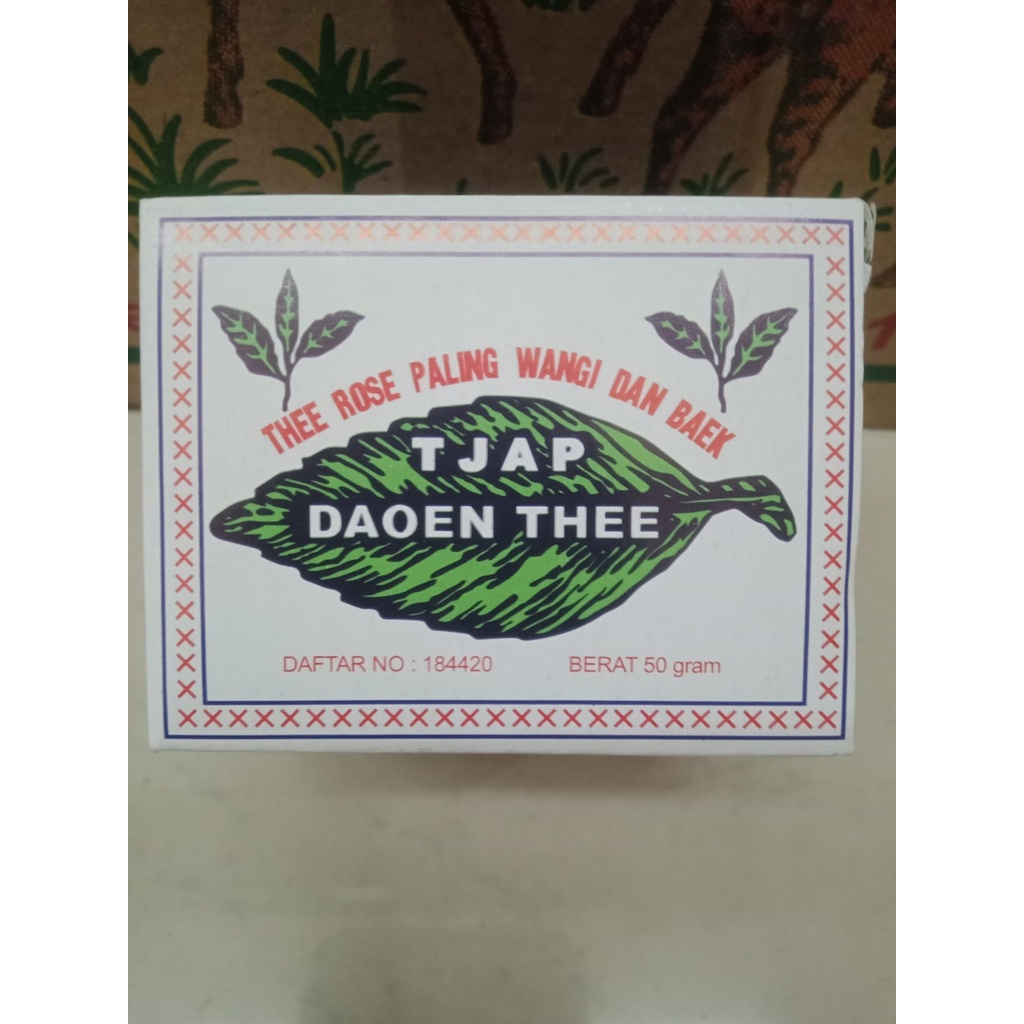 THEE ROSE PALING WANGI DAN BAEK
TJAP
DAOEN THEE
DAFTAR NO : 184420
BERAT 50 gram